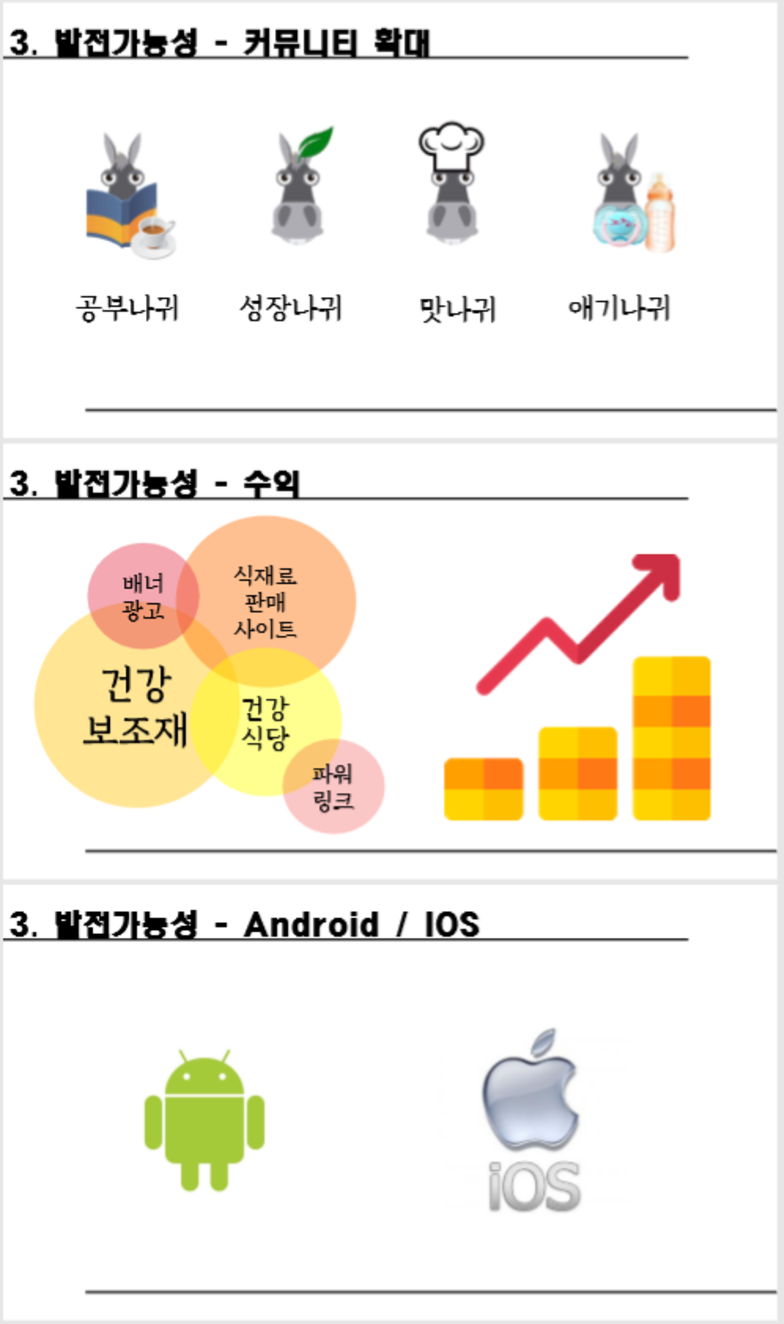 3. 발전가능성 - 커뮤니티 확대
공부나귀 성장나귀 맛나귀 애기나귀
3. 발전가능성 - 수익
배너
광고
식재료
판매
사이트
건강
보조재
건강
식당
파워
링크
3. 발전가능성 - Android / IOS
iOS